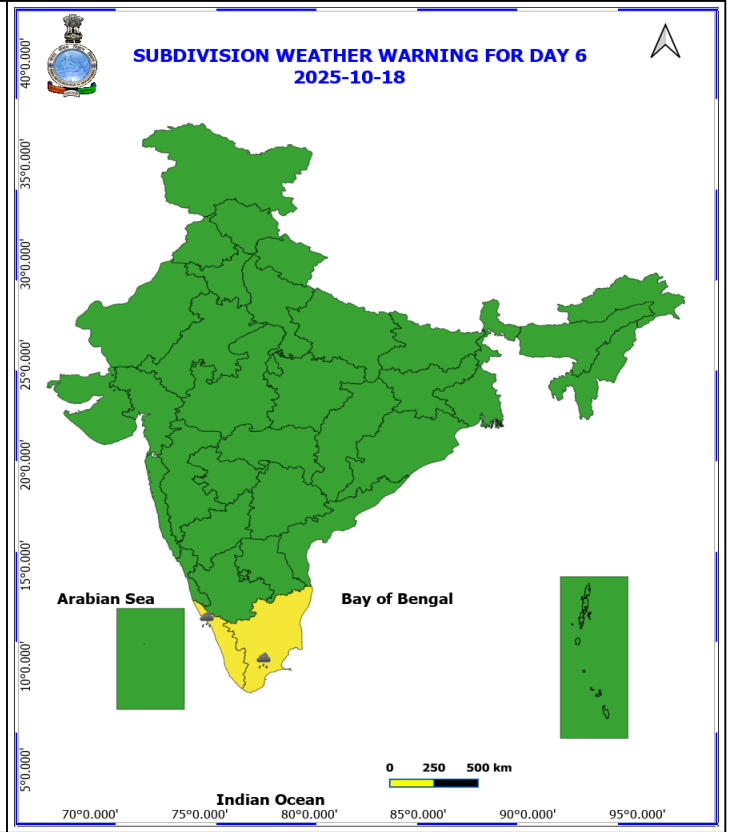 SUBDIVISION WEATHER WARNING FOR DAY 6
2025-10-18
40°0.000'
35°0.000'
30°0.000'
25°0.000'
20°0.000'
15°0.000'
10°0.000'
5°0.000'
Arabian Sea
Bay of Bengal
0 250 500 km
Indian Ocean
70°0.000' 75°0.000' 80°0.000' 85°0.000' 90°0.000' 95°0.000'